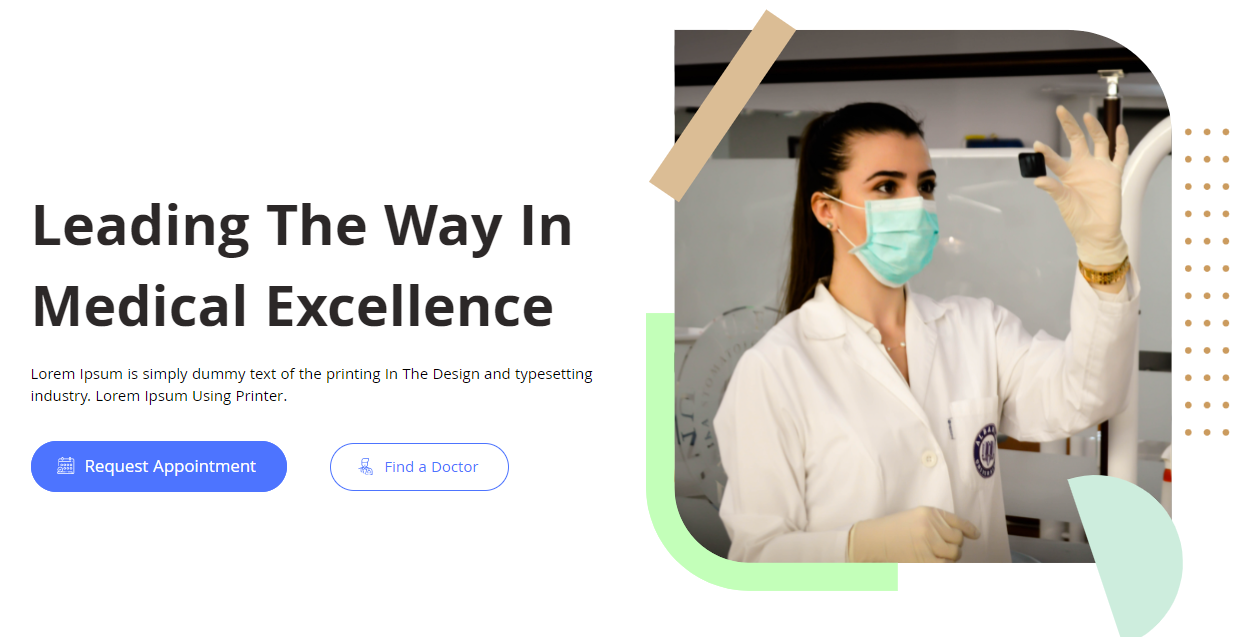 Leading The Way In
Medical Excellence
Lorem Ipsum is simply dummy text of the printing In The Design and typesetting
industry. Lorem Ipsum Using Printer.
Request Appointment
Find a Doctor